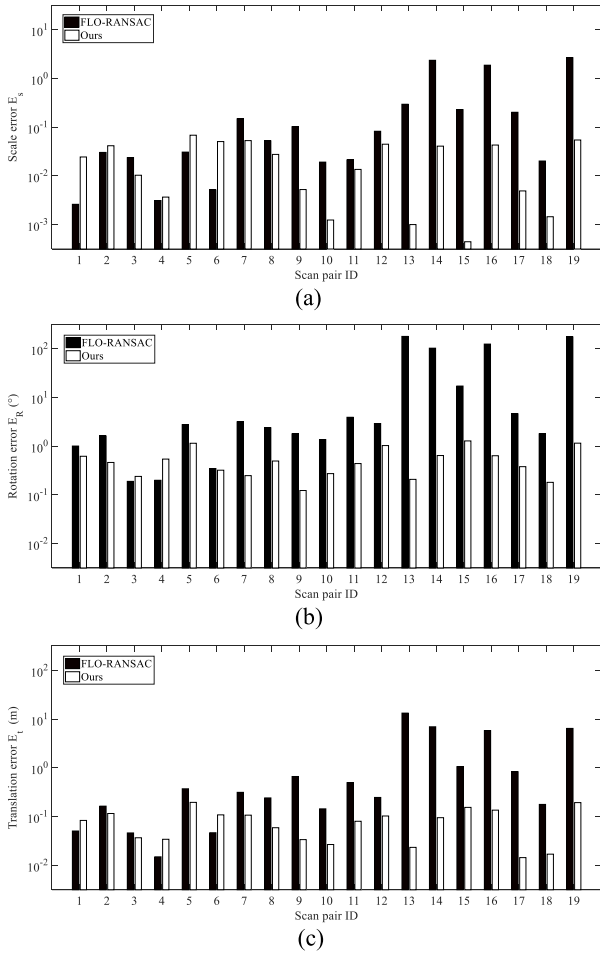 FLO-RANSAC
Ours
Scale error E_s
10^1
10^0
10^-1
10^-2
10^-3
1 2 3 4 5 6 7 8 9 10 11 12 13 14 15 16 17 18 19
Scan pair ID
(a)
FLO-RANSAC
Ours
Rotation error E_R (°)
10^2
10^1
10^0
10^-1
10^-2
1 2 3 4 5 6 7 8 9 10 11 12 13 14 15 16 17 18 19
Scan pair ID
(b)
FLO-RANSAC
Ours
Translation error E_t (m)
10^2
10^1
10^0
10^-1
10^-2
1 2 3 4 5 6 7 8 9 10 11 12 13 14 15 16 17 18 19
Scan pair ID
(c)